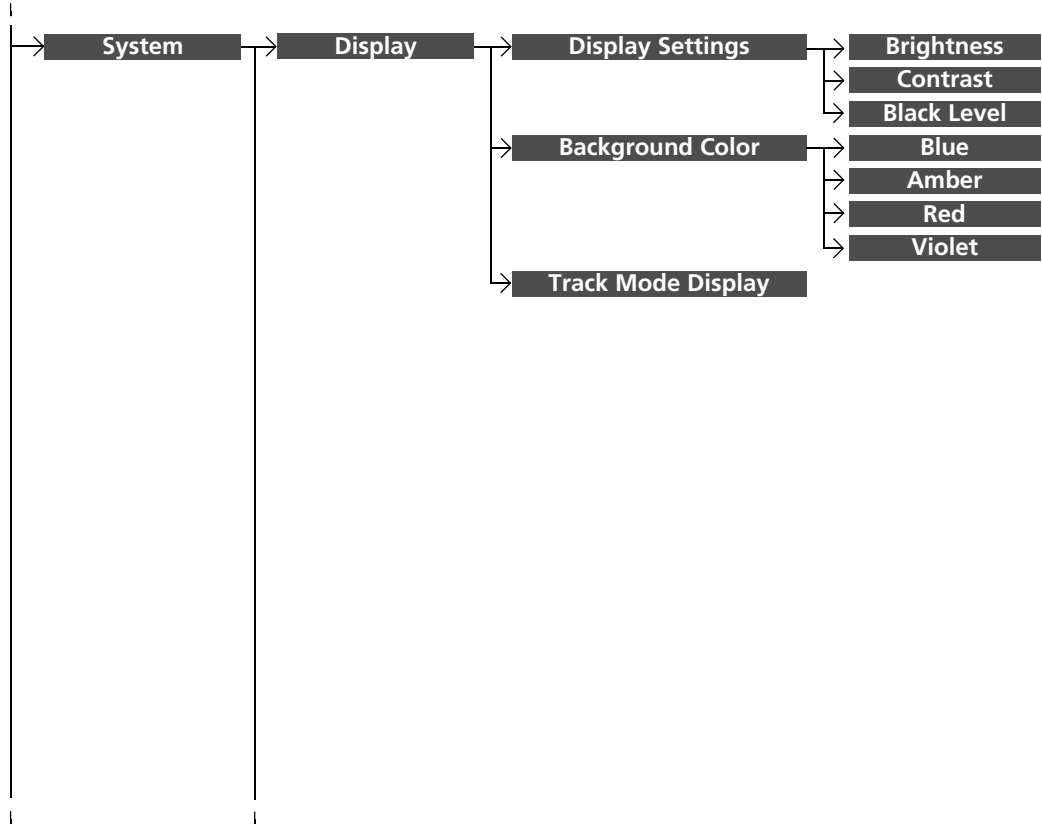 System
Display
Display Settings
Brightness
Contrast
Black Level
Background Color
Blue
Amber
Red
Violet
Track Mode Display